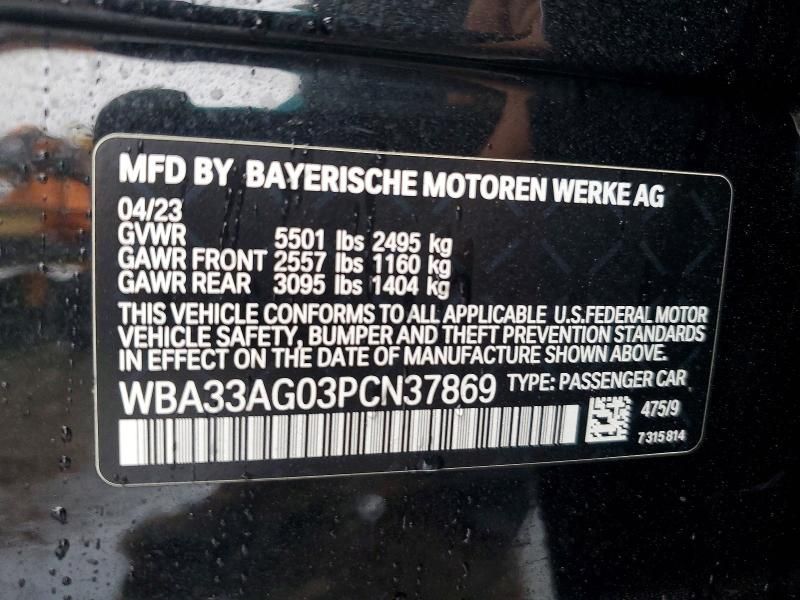 MFD BY BAYERISCHE MOTOREN WERKE AG
04/23
GVWR 5501 lbs 2495 kg
GAWR FRONT 2557 lbs 1160 kg
GAWR REAR 3095 lbs 1404 kg
THIS VEHICLE CONFORMS TO ALL APPLICABLE U.S.FEDERAL MOTOR
VEHICLE SAFETY, BUMPER AND THEFT PREVENTION STANDARDS
IN EFFECT ON THE DATE OF MANUFACTURE SHOWN ABOVE.
WBA33AG03PCN37869 TYPE: PASSENGER CAR
475/9
7 315 814